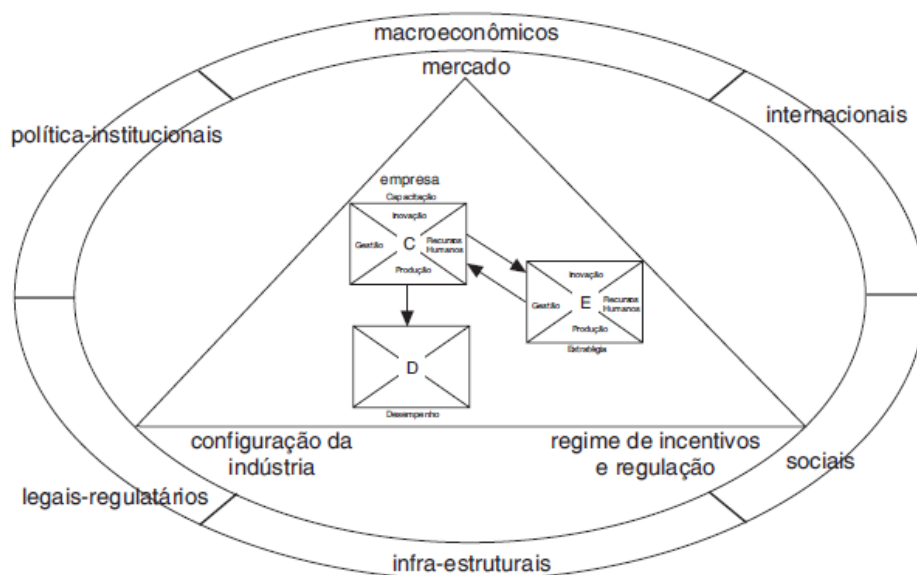 macroeconômicos
mercado
política-institucionais
internacionais
empresa
Capacitação
Inovação
Gestão
C
Recursos
Humanos
Produção
Inovação
Gestão
E
Recursos
Humanos
Produção
Extratégia
D
Desempenho
configuração da
indústria
regime de incentivos
e regulação
sociais
legais-regulatários
infra-estruturais